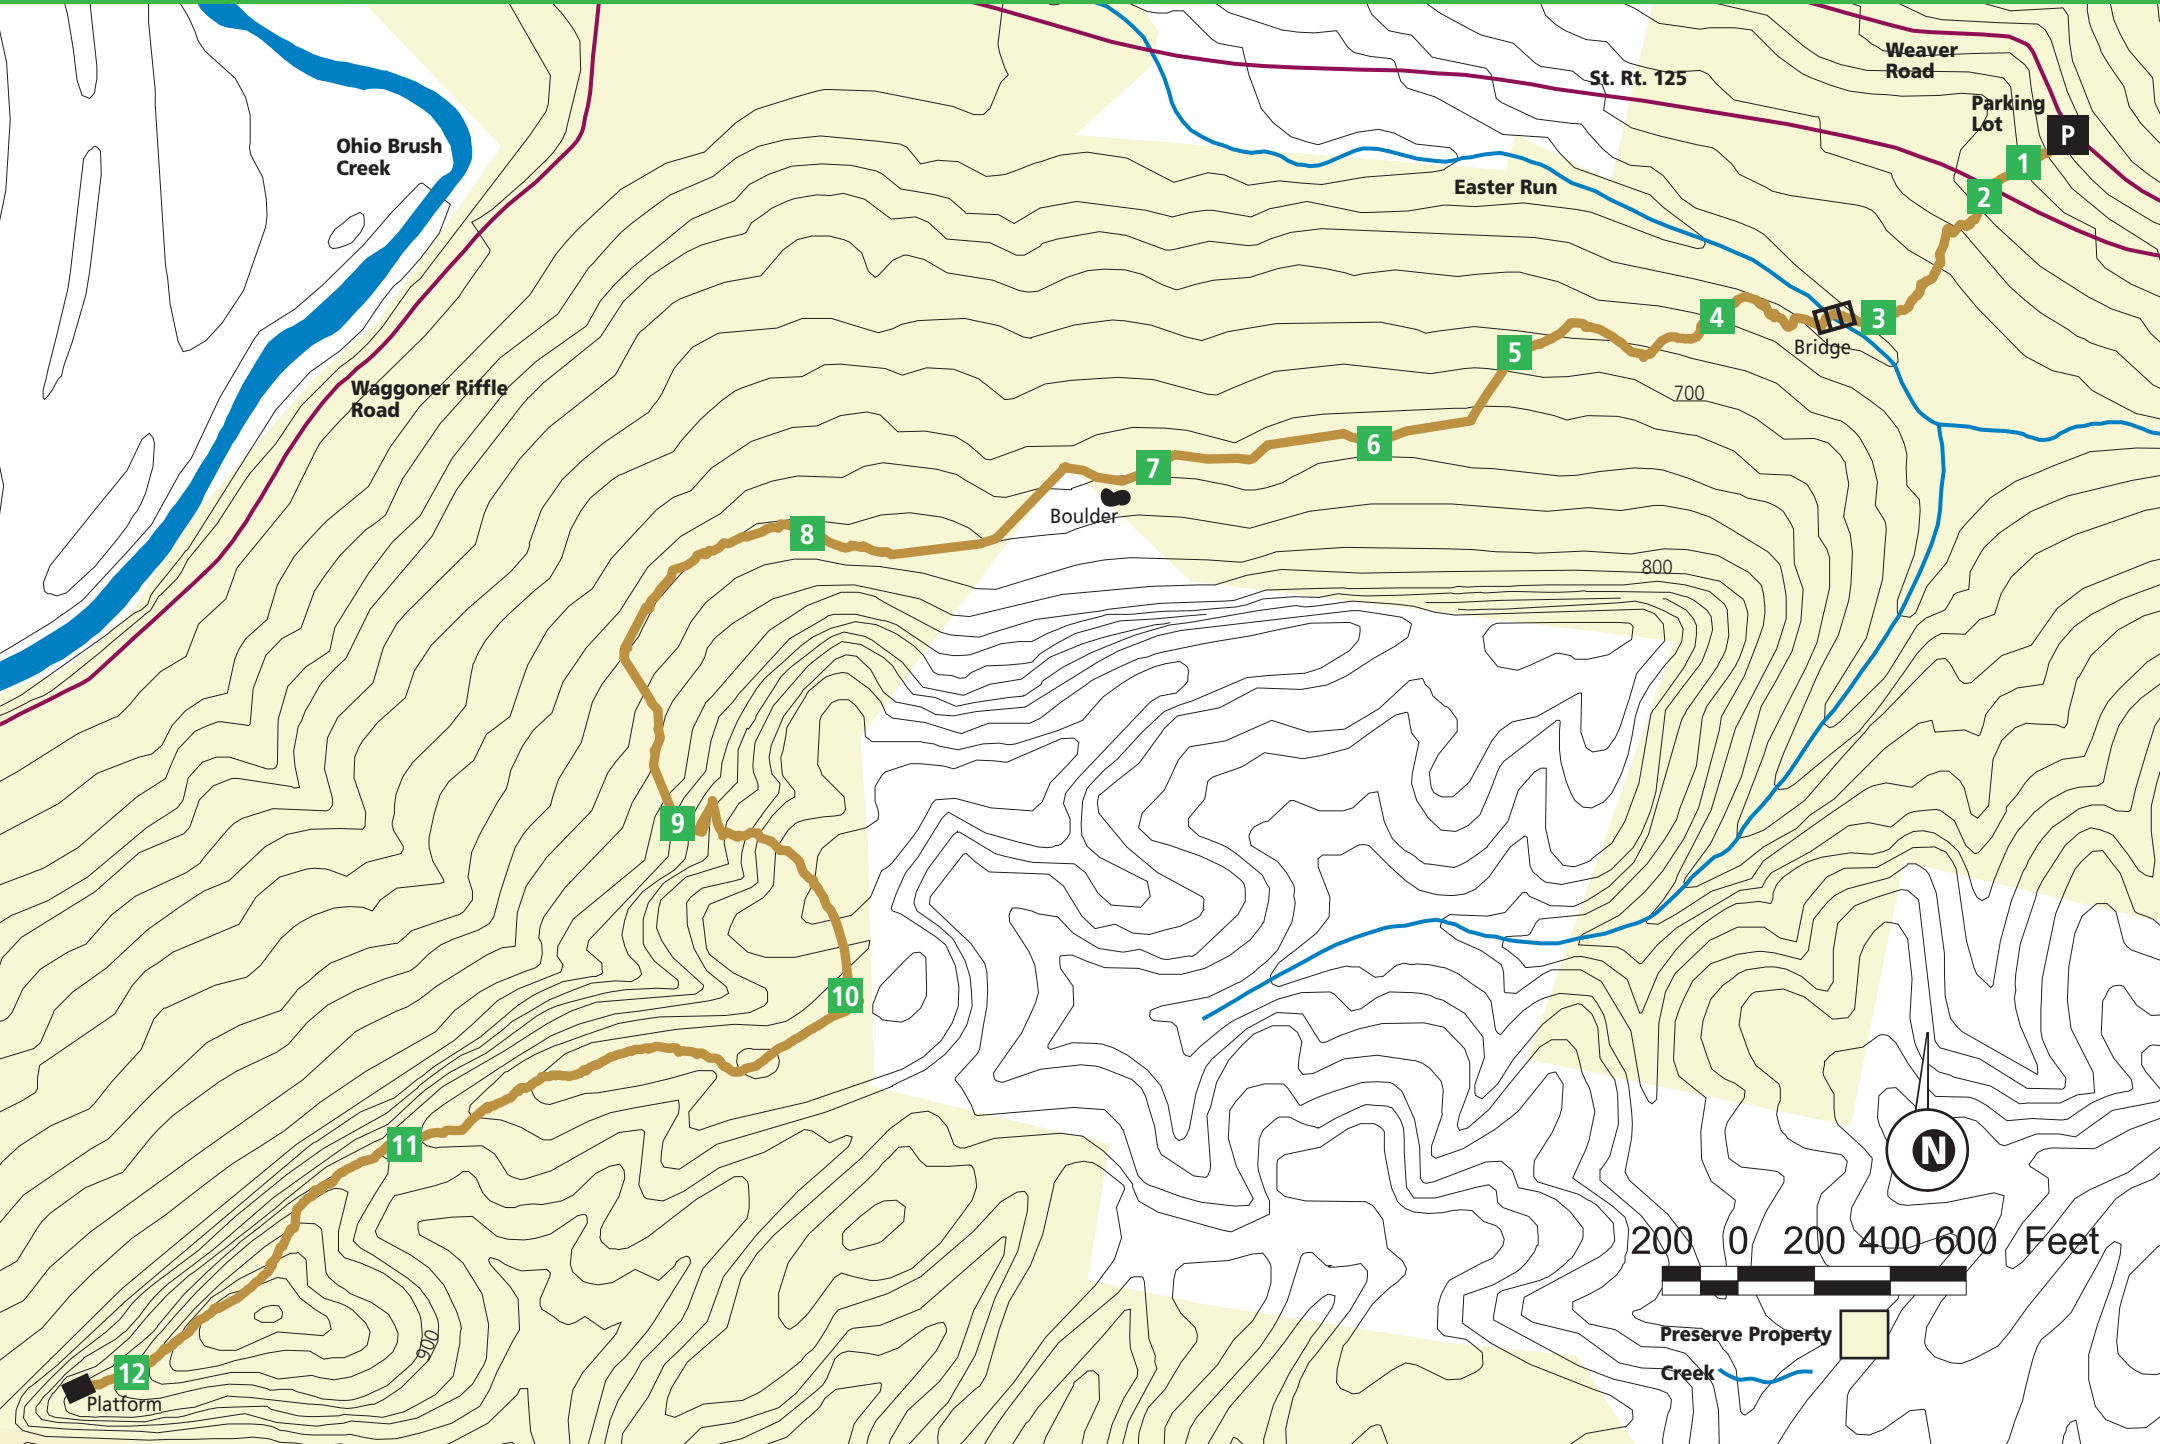 Weaver
Road
St. Rt. 125
Parking
Lot
P
1
2
Ohio Brush
Creek
Easter Run
3
4
5
Bridge
Waggoner Riffle
Road
700
6
7
Boulder
8
800
9
10
11
N
200 0 200 400 600 Feet
Preserve Property
900
12
Creek
Platform